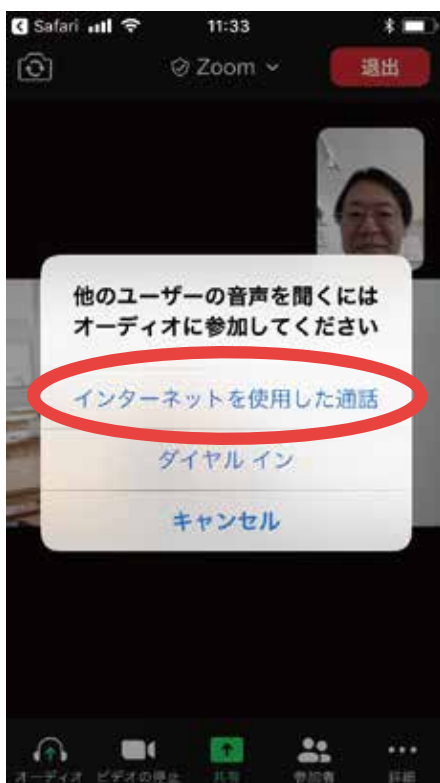 Safari
11:33
Zoom
退出
他のユーザーの音声を聞くには
オーディオに参加してください
インターネットを使用した通話
ダイヤル イン
キャンセル
オーディオ ビデオの停止 共有 参加者 詳細